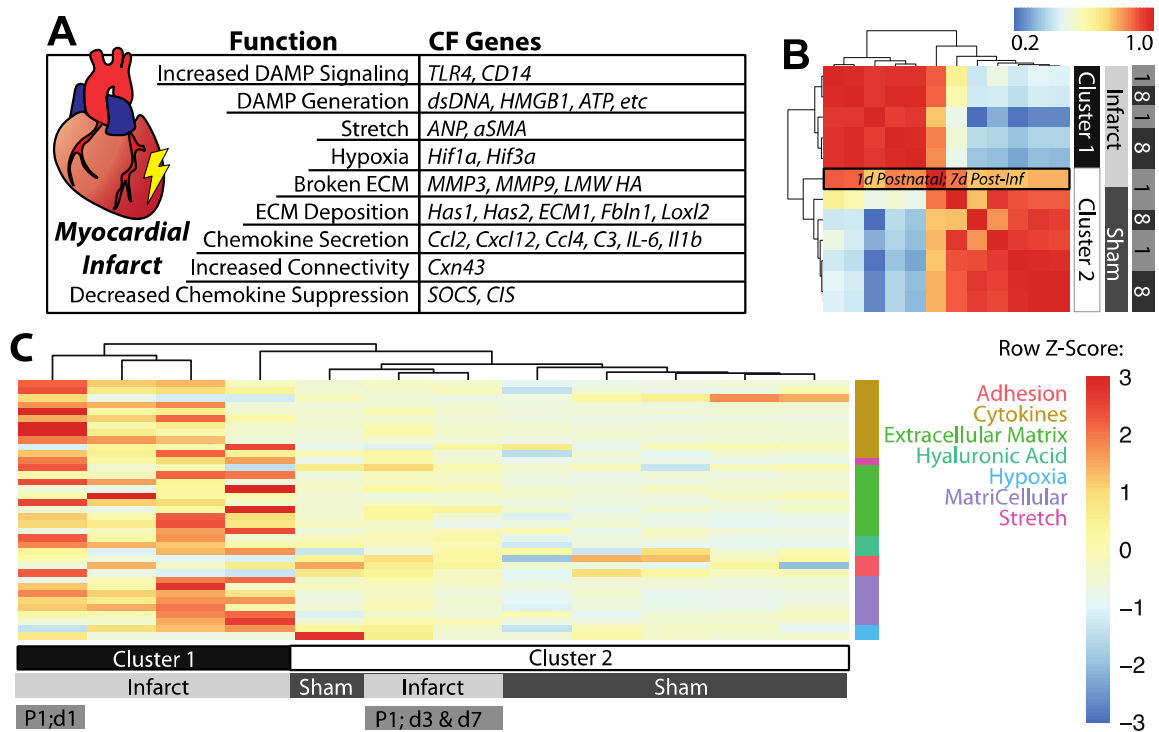 A
Function CF Genes
Increased DAMP Signaling TLR4, CD14
DAMP Generation dsDNA, HMGB1, ATP, etc
Stretch ANP, aSMA
Hypoxia Hif1a, Hif3a
Broken ECM MMP3, MMP9, LMW HA
ECM Deposition Has1, Has2, ECM1, Fbln1, Loxl2
Chemokine Secretion Ccl2, Cxcl12, Ccl4, C3, IL-6, Il1b
Increased Connectivity Cxn43
Decreased Chemokine Suppression SOCS, CIS
Myocardial
Infarct
B
0.2 1.0
1d Postnatal; 7d Post-Inf
Cluster 1
Cluster 2
Infarct
Sham
1
8
1
8
1
8
1
8
C
Row Z-Score:
3
2
1
0
−1
−2
−3
Adhesion
Cytokines
Extracellular Matrix
Hyaluronic Acid
Hypoxia
MatriCellular
Stretch
Cluster 1 Cluster 2
Infarct Sham Infarct Sham
P1;d1 P1; d3 & d7